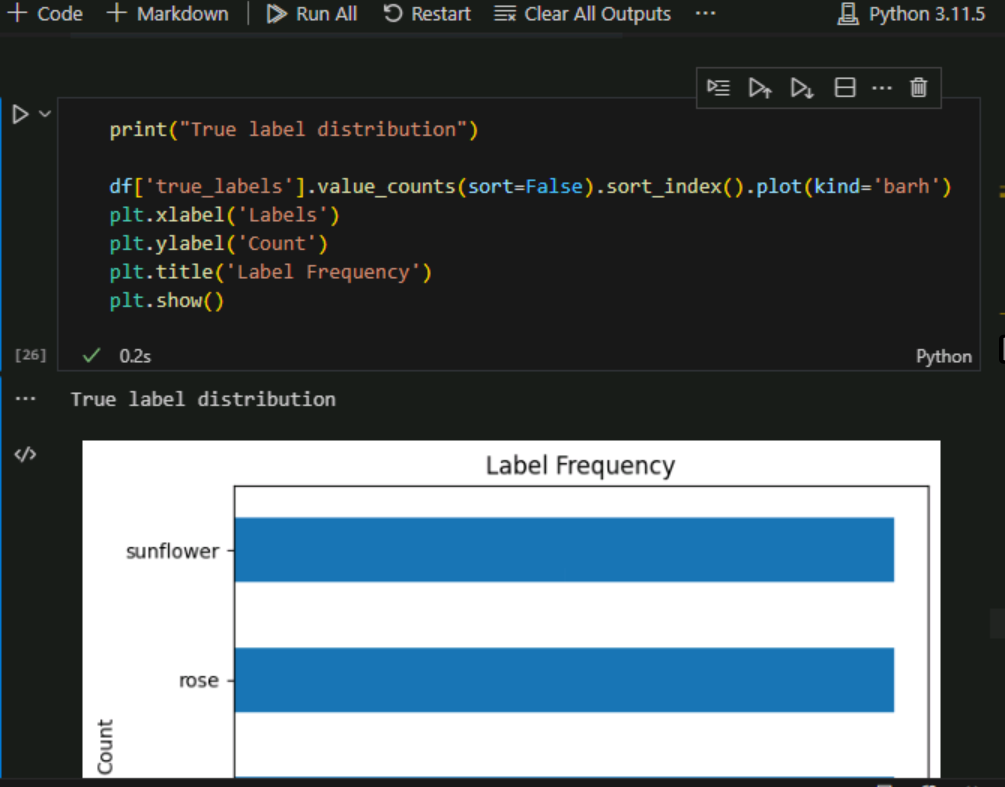 + Code + Markdown Run All Restart Clear All Outputs ... Python 3.11.5
print("True label distribution")
df['true_labels'].value_counts(sort=False).sort_index().plot(kind='barh')
plt.xlabel('Labels')
plt.ylabel('Count')
plt.title('Label Frequency')
plt.show()
[26] 0.2s Python
True label distribution
Label Frequency
sunflower
rose
Count